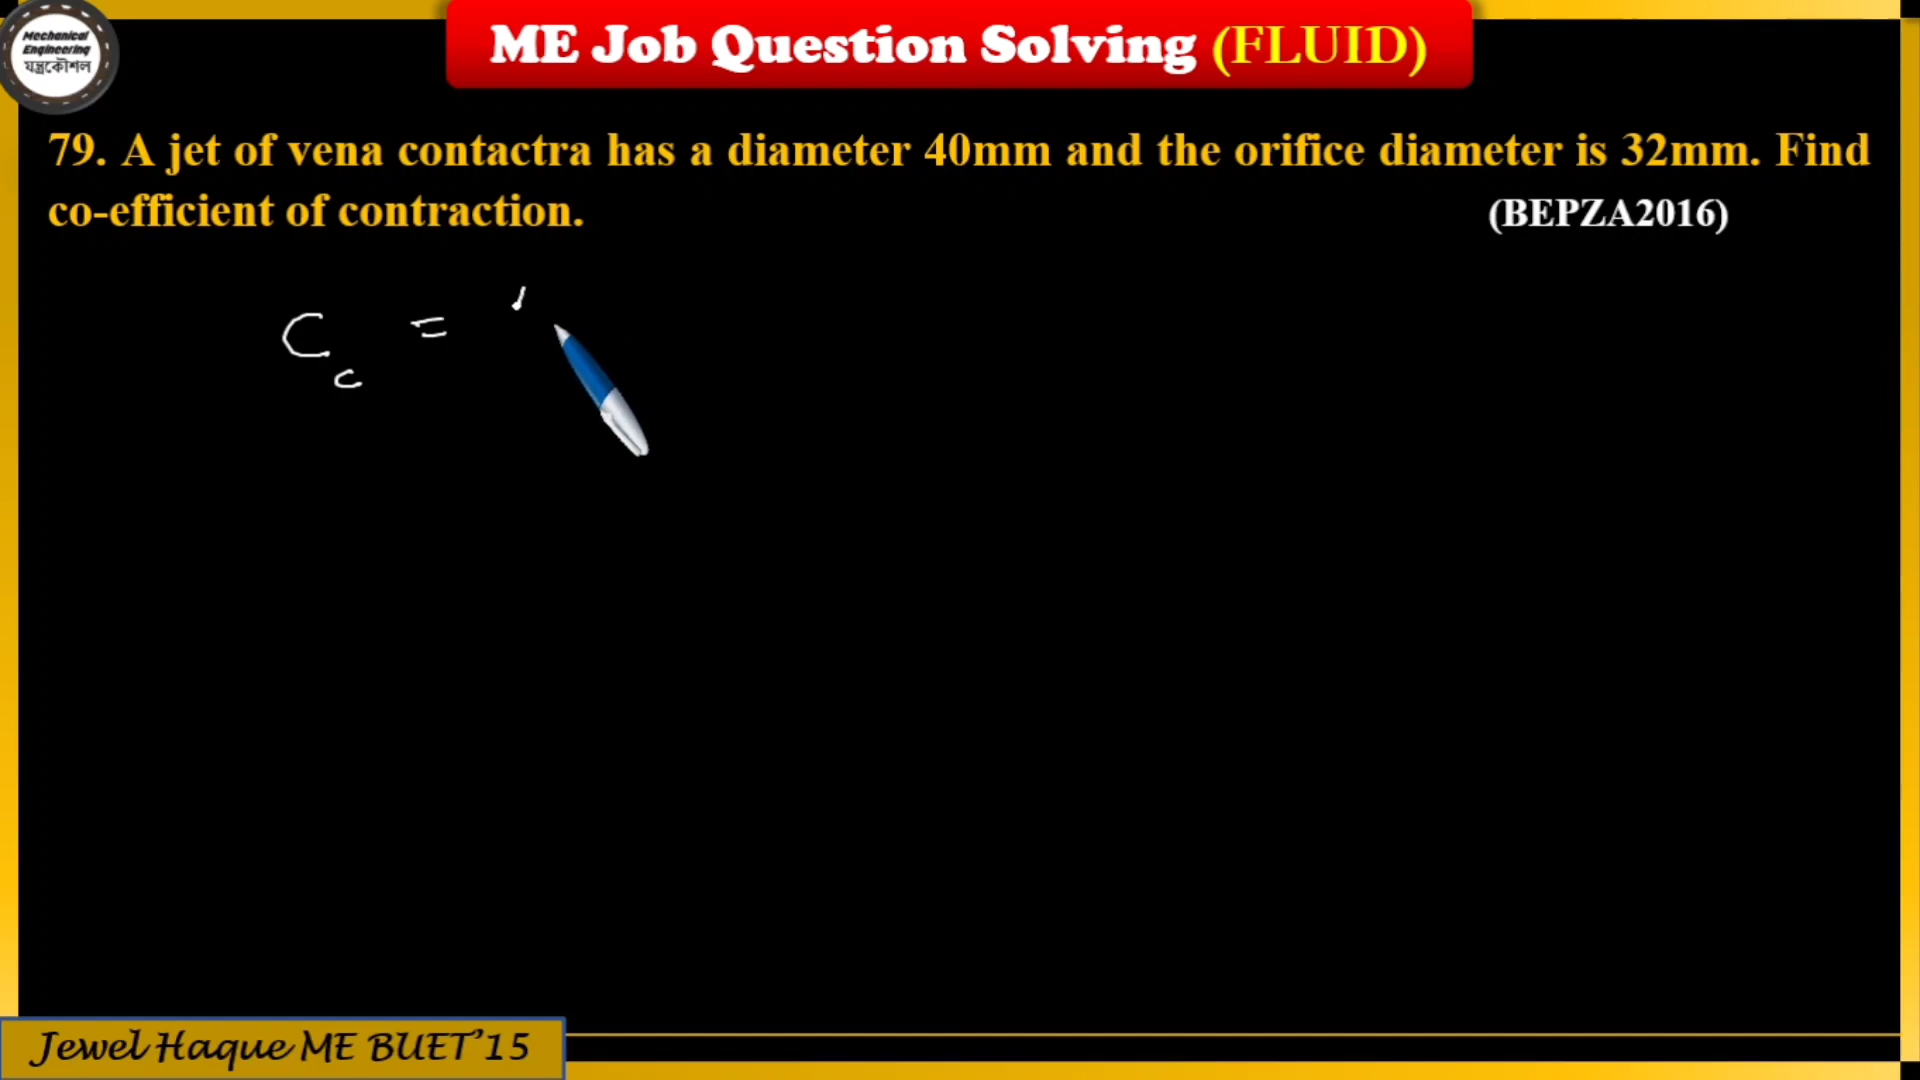 Mechanical
Engineering
যন্ত্রকৌশল
ME Job Question Solving (FLUID)
79. A jet of vena contactra has a diameter 40mm and the orifice diameter is 32mm. Find
co-efficient of contraction. (BEPZA2016)
C_c =
Jewel Haque ME BUET’15